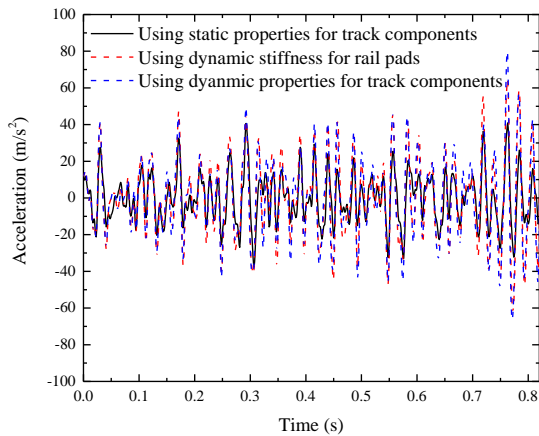 100
80
60
40
20
0
-20
-40
-60
-80
-100
Acceleration (m/s²)
Using static properties for track components
Using dynamic stiffness for rail pads
Using dyanmic properties for track components
0.0 0.1 0.2 0.3 0.4 0.5 0.6 0.7 0.8
Time (s)